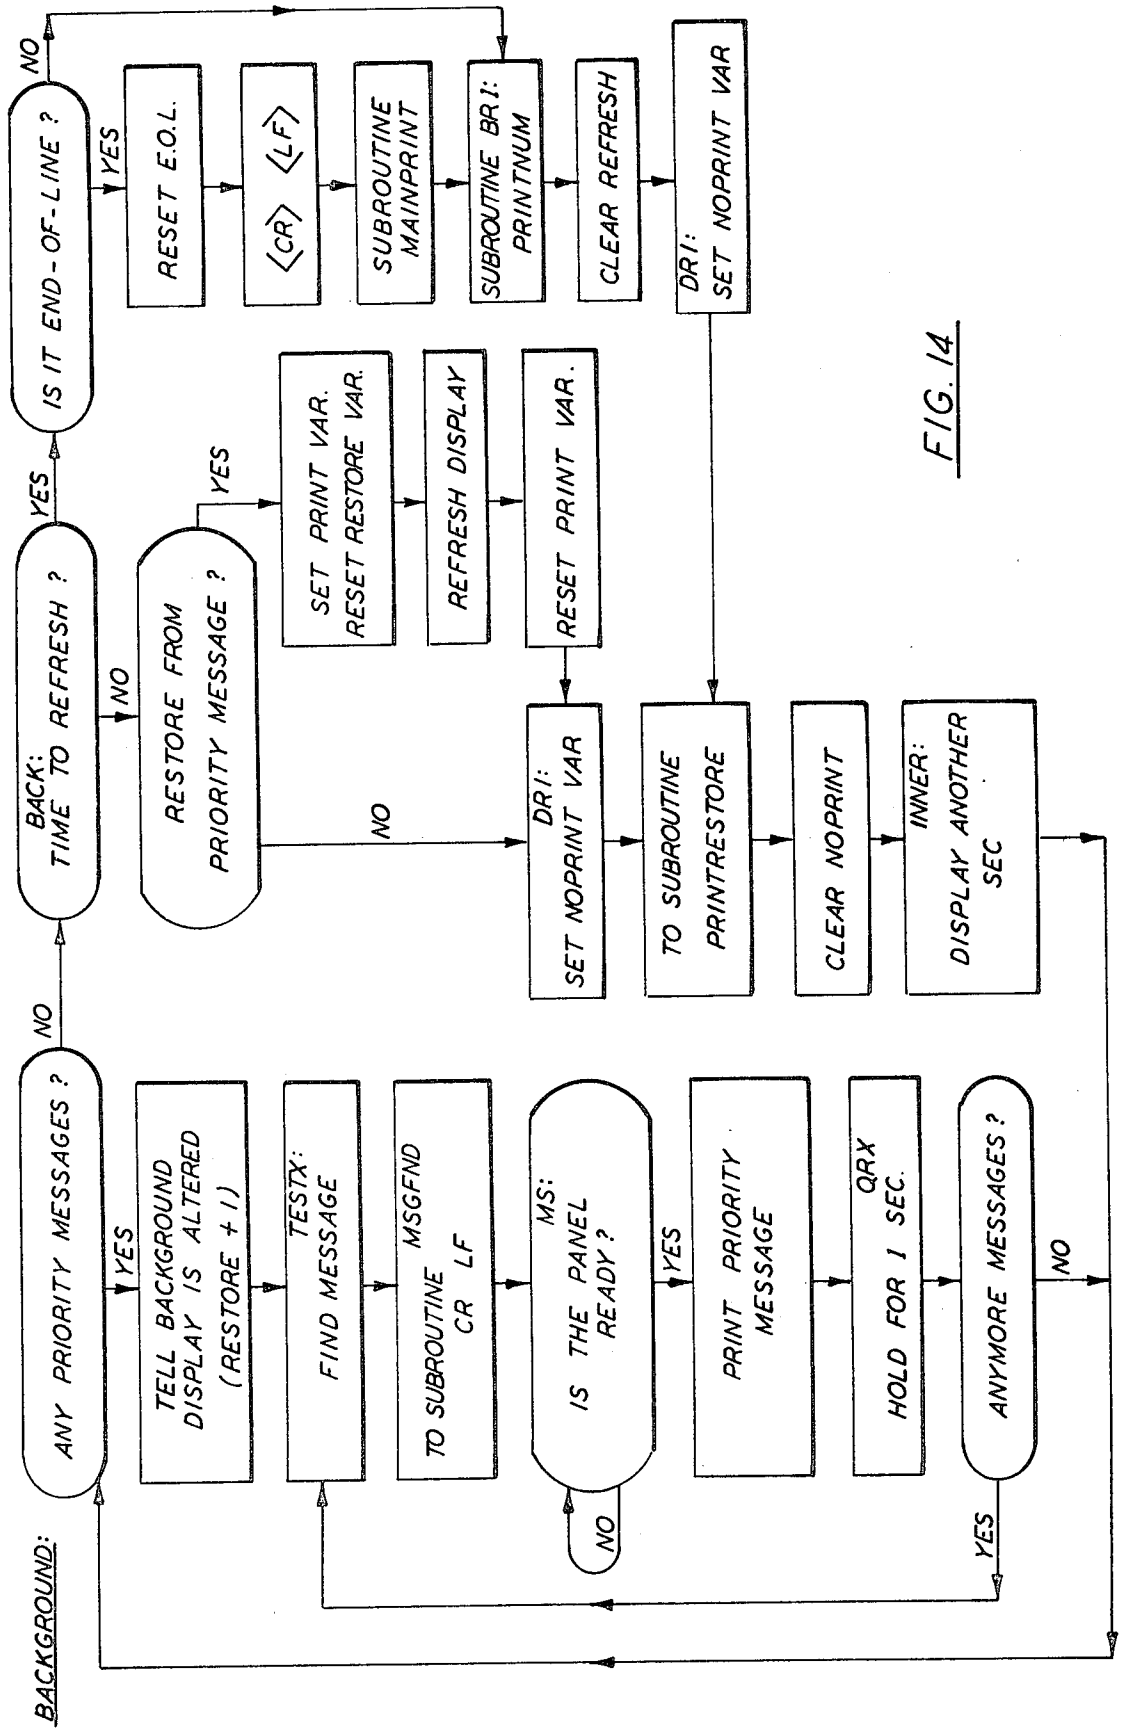 BACKGROUND:
ANY PRIORITY MESSAGES?
NO
YES
TELL BACKGROUND
DISPLAY IS ALTERED
(RESTORE + 1)
TESTX:
FIND MESSAGE
MSGFND
TO SUBROUTINE
CR LF
MS:
IS THE PANEL
READY?
NO
YES
PRINT PRIORITY
MESSAGE
QRX
HOLD FOR 1 SEC.
ANYMORE MESSAGES?
YES
NO
BACK:
TIME TO REFRESH?
YES
NO
RESTORE FROM
PRIORITY MESSAGE?
YES
NO
SET PRINT VAR.
RESET RESTORE VAR.
REFRESH DISPLAY
RESET PRINT VAR.
DR1:
SET NOPRINT VAR
TO SUBROUTINE
PRINTRESTORE
CLEAR NOPRINT
INNER:
DISPLAY ANOTHER
SEC
IS IT END-OF-LINE?
NO
YES
RESET E.O.L.
<CR> <LF>
SUBROUTINE
MAINPRINT
SUBROUTINE BR1:
PRINTNUM
CLEAR REFRESH
DR1:
SET NOPRINT VAR
FIG. 14